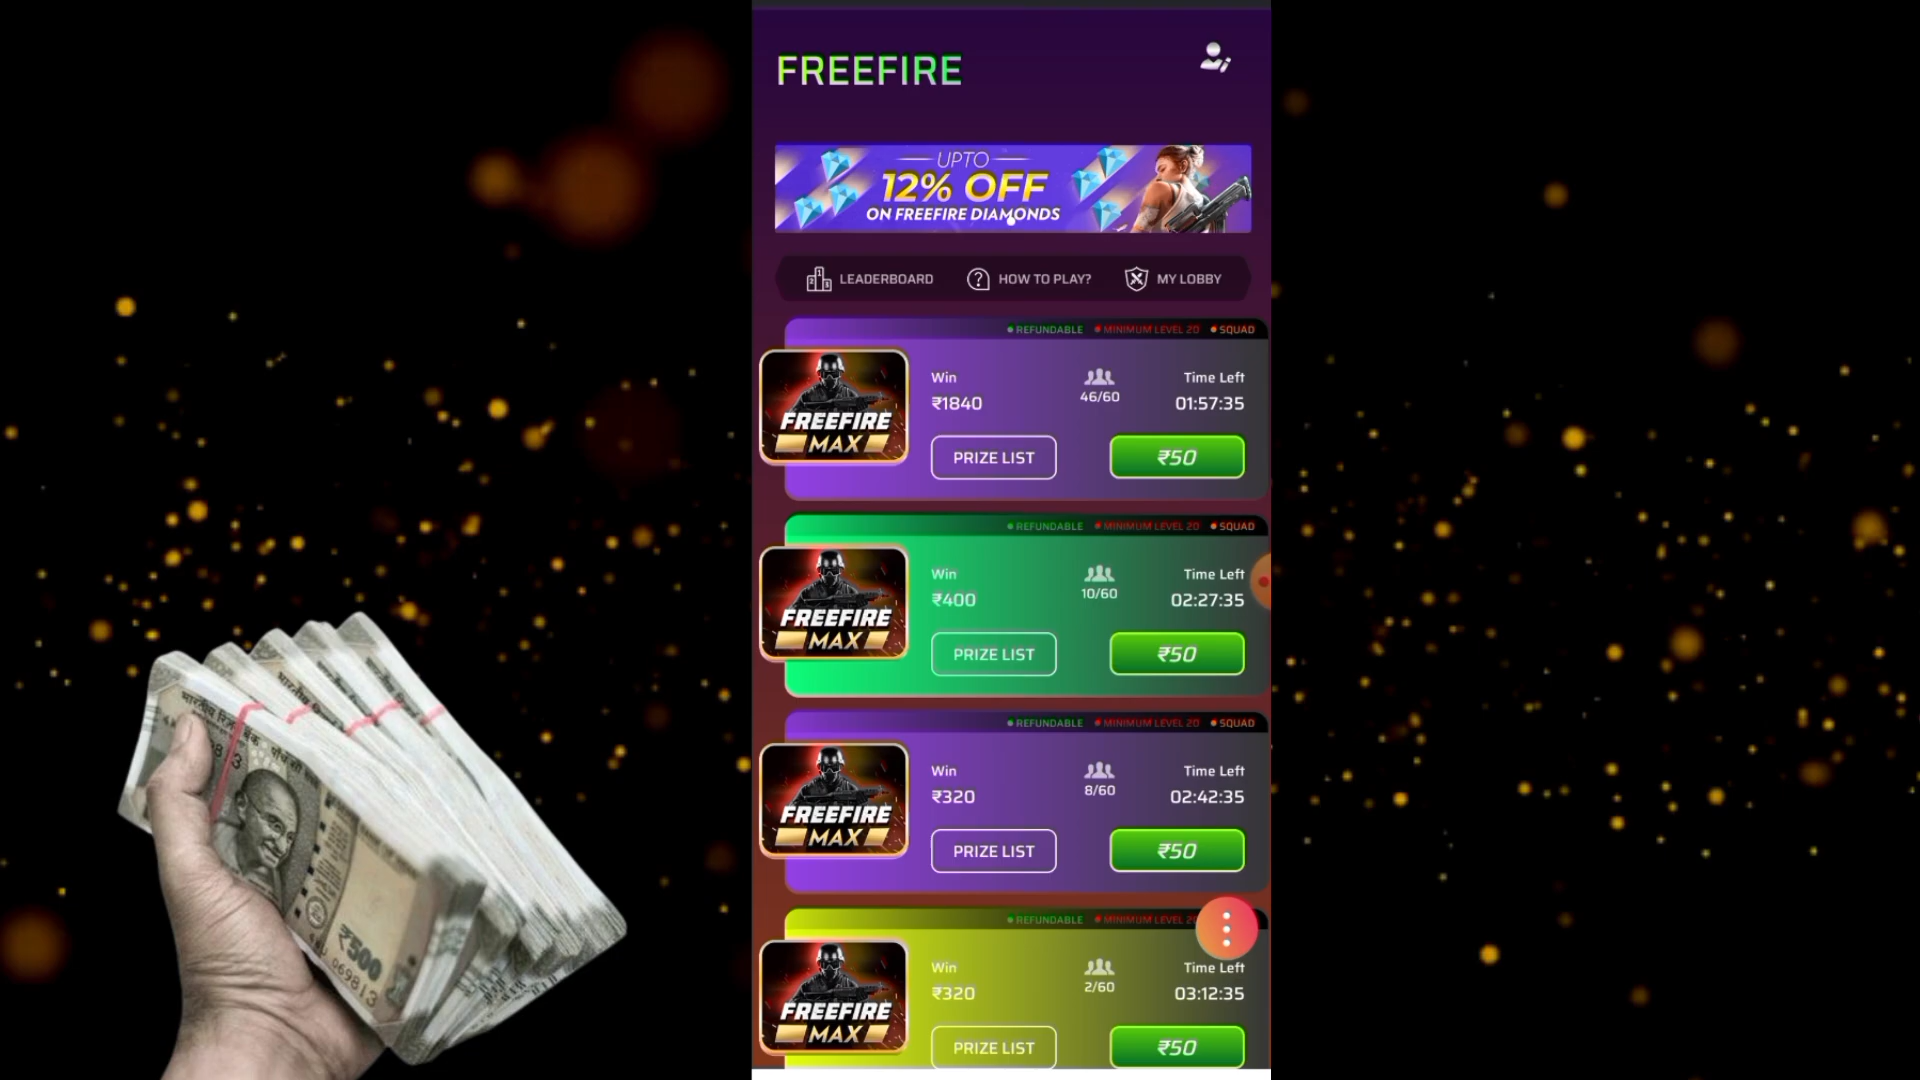 FREEFIRE
UPTO
12% OFF
ON FREEFIRE DIAMONDS
LEADERBOARD HOW TO PLAY? MY LOBBY
REFUNDABLE MINIMUM LEVEL 20 SQUAD
FREEFIRE
MAX
Win 46/60 Time Left
₹1840 01:57:35
PRIZE LIST ₹50
REFUNDABLE MINIMUM LEVEL 20 SQUAD
FREEFIRE
MAX
Win 10/60 Time Left
₹400 02:27:35
PRIZE LIST ₹50
REFUNDABLE MINIMUM LEVEL 20 SQUAD
FREEFIRE
MAX
Win 8/60 Time Left
₹320 02:42:35
PRIZE LIST ₹50
REFUNDABLE MINIMUM LEVEL
FREEFIRE
MAX
Win 2/60 Time Left
₹320 03:12:35
PRIZE LIST ₹50
₹500
069813